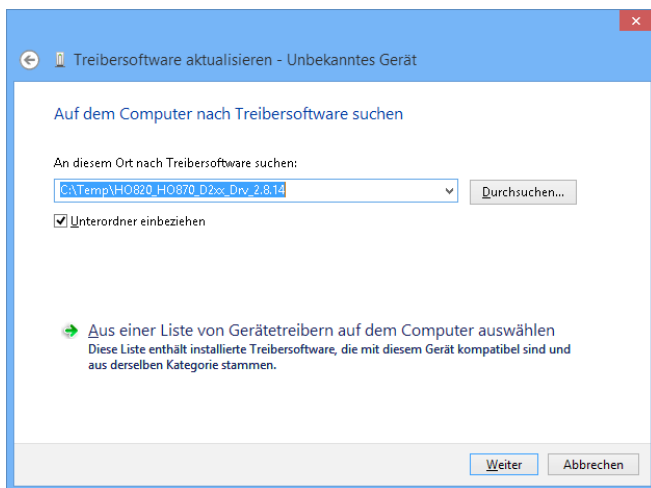 Treibersoftware aktualisieren - Unbekanntes Gerät
Auf dem Computer nach Treibersoftware suchen
An diesem Ort nach Treibersoftware suchen:
C:\Temp\HO820_HO870_D2xx_Drv_2.8.14
Durchsuchen...
Unterordner einbeziehen
Aus einer Liste von Gerätetreibern auf dem Computer auswählen
Diese Liste enthält installierte Treibersoftware, die mit diesem Gerät kompatibel sind und
aus derselben Kategorie stammen.
Weiter
Abbrechen